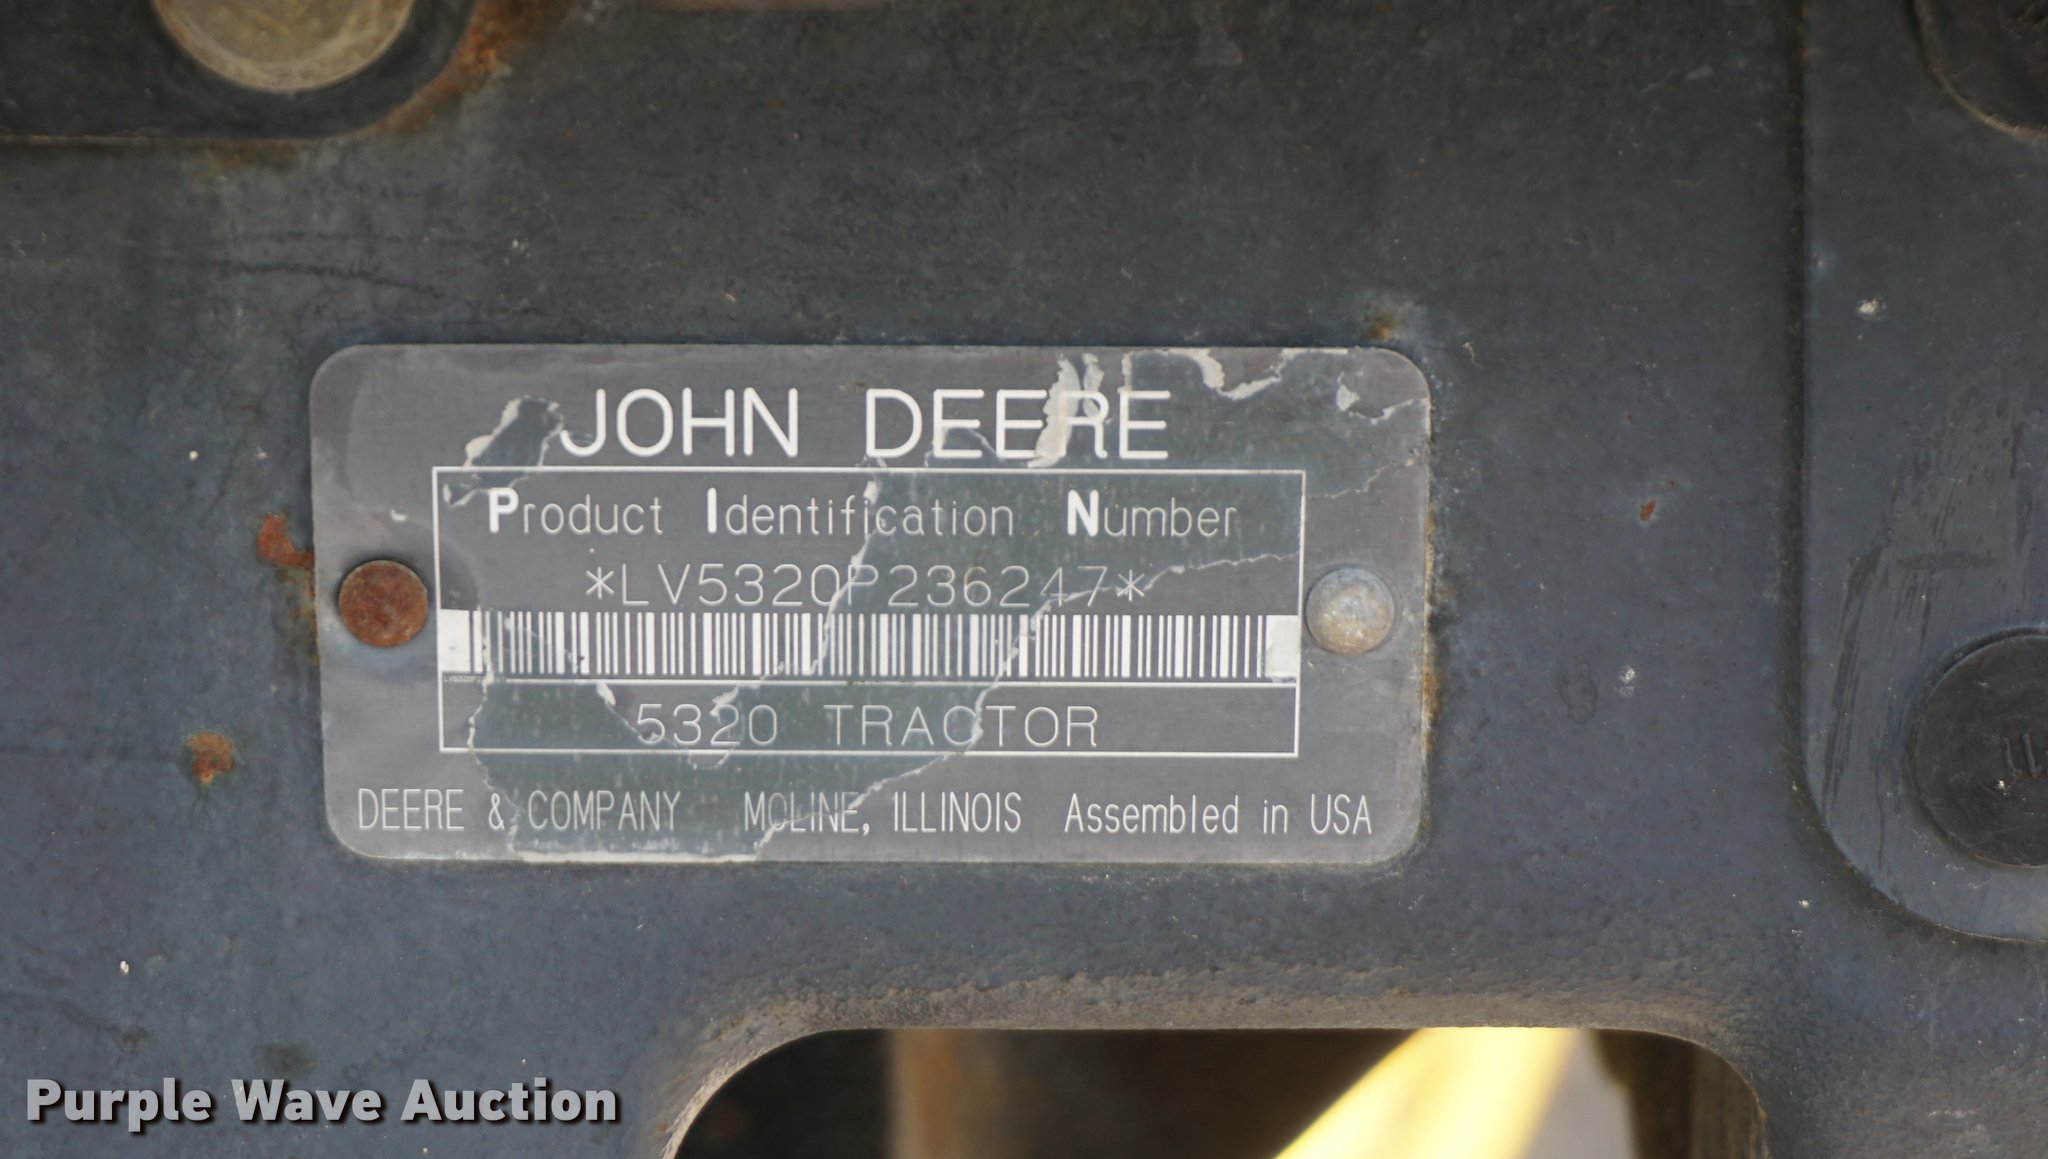 JOHN DEERE
Product Identification Number
*LV5320P236247*
5320 TRACTOR
DEERE & COMPANY MOLINE, ILLINOIS Assembled in USA
Purple Wave Auction